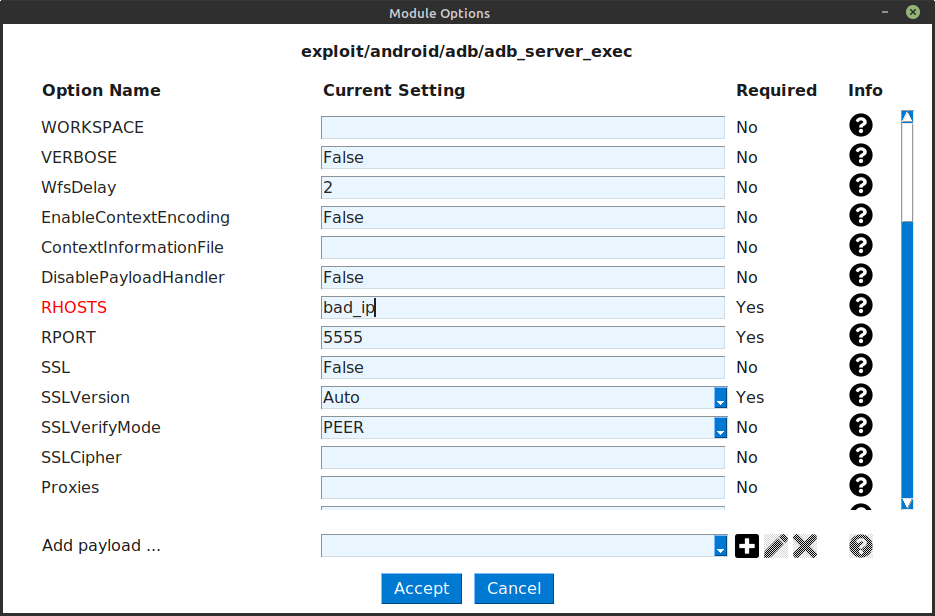 Module Options
exploit/android/adb/adb_server_exec
Option Name Current Setting Required Info
WORKSPACE No ?
VERBOSE False No ?
WfsDelay 2 No ?
EnableContextEncoding False No ?
ContextInformationFile No ?
DisablePayloadHandler False No ?
RHOSTS bad_ip Yes ?
RPORT 5555 Yes ?
SSL False No ?
SSLVersion Auto Yes ?
SSLVerifyMode PEER No ?
SSLCipher No ?
Proxies No ?
Add payload ... ?
Accept Cancel